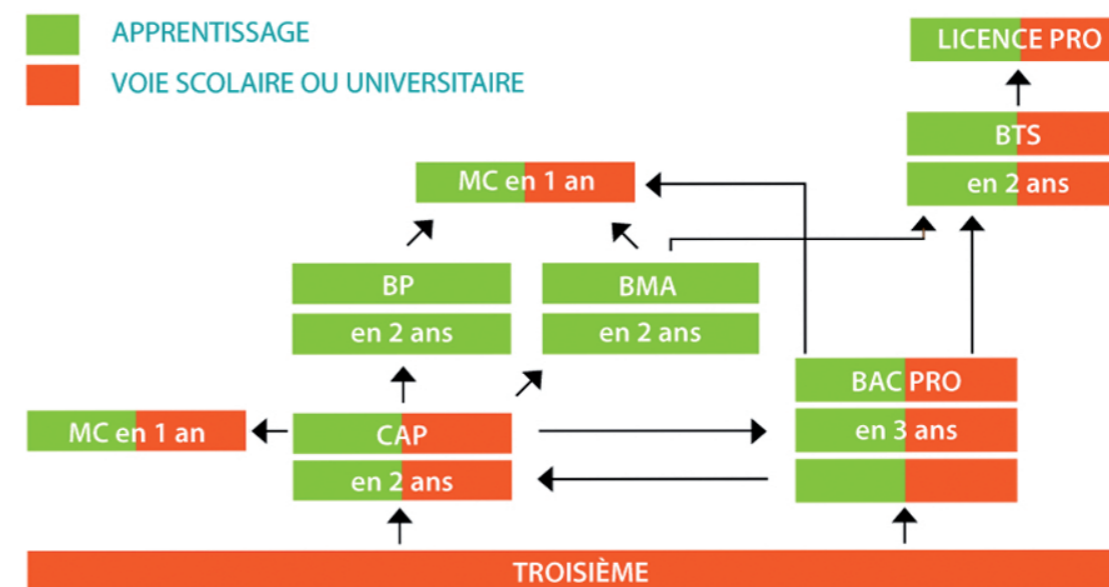 APPRENTISSAGE
VOIE SCOLAIRE OU UNIVERSITAIRE
LICENCE PRO
BTS
en 2 ans
MC en 1 an
BP
en 2 ans
BMA
en 2 ans
BAC PRO
en 3 ans
MC en 1 an
CAP
en 2 ans
TROISIÈME